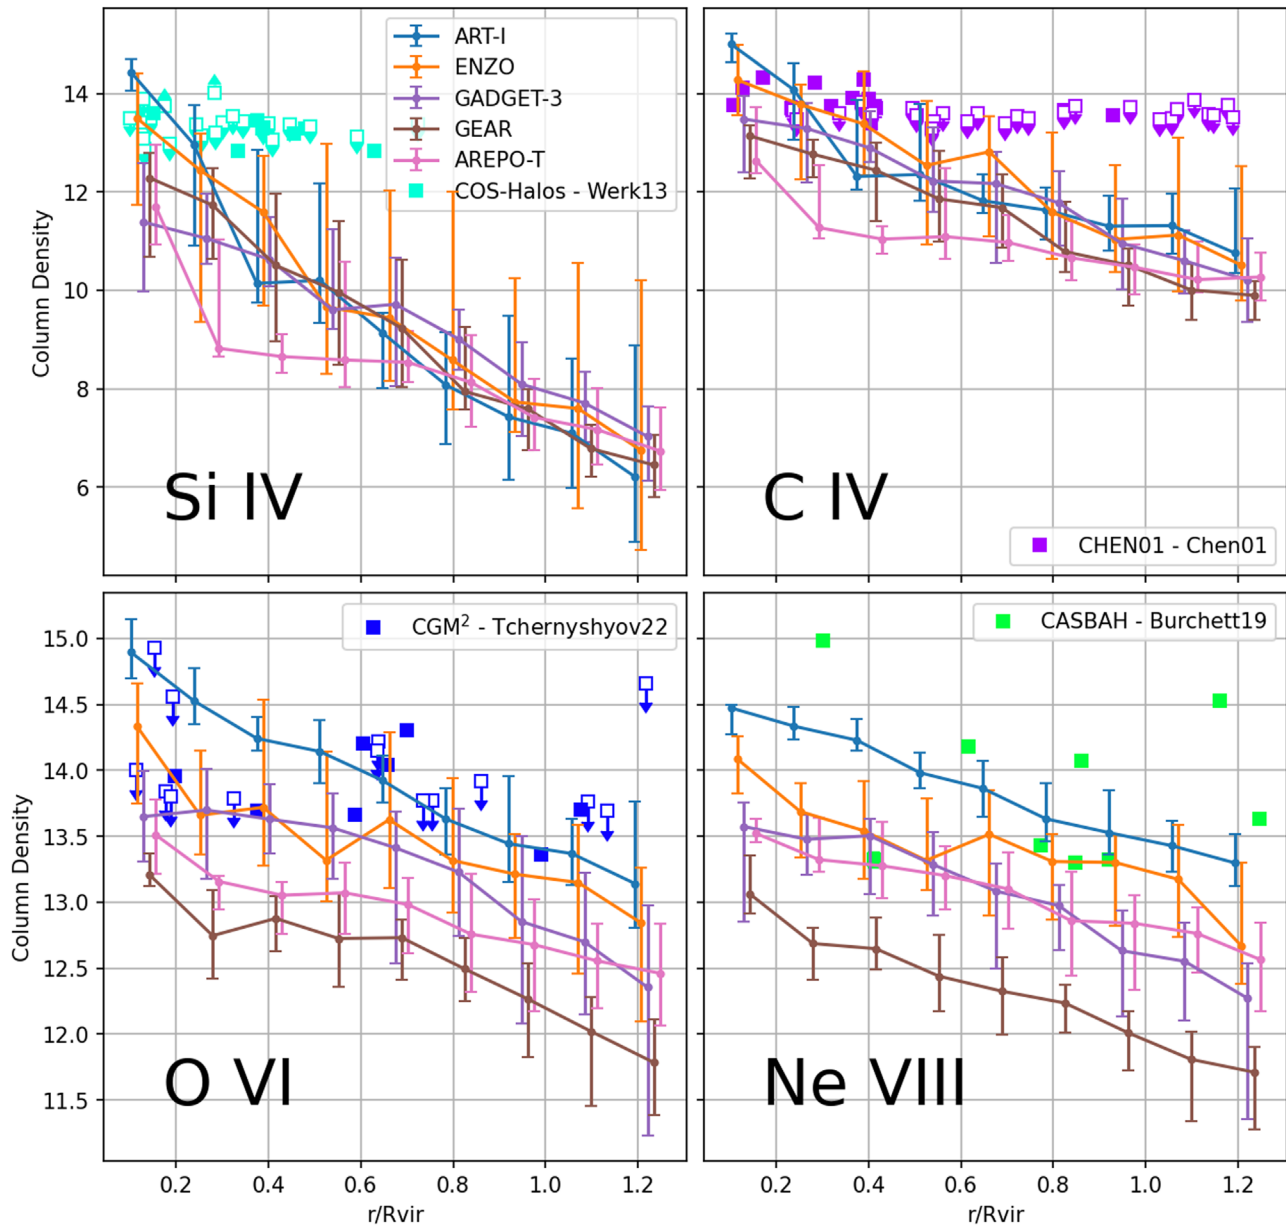 ART-I
ENZO
GADGET-3
GEAR
AREPO-T
COS-Halos - Werk13
14
12
10
8
6
Column Density
Si IV
C IV
CHEN01 - Chen01
CGM² - Tchernyshyov22
CASBAH - Burchett19
15.0
14.5
14.0
13.5
13.0
12.5
12.0
11.5
Column Density
O VI
Ne VIII
0.2 0.4 0.6 0.8 1.0 1.2
0.2 0.4 0.6 0.8 1.0 1.2
r/Rvir
r/Rvir